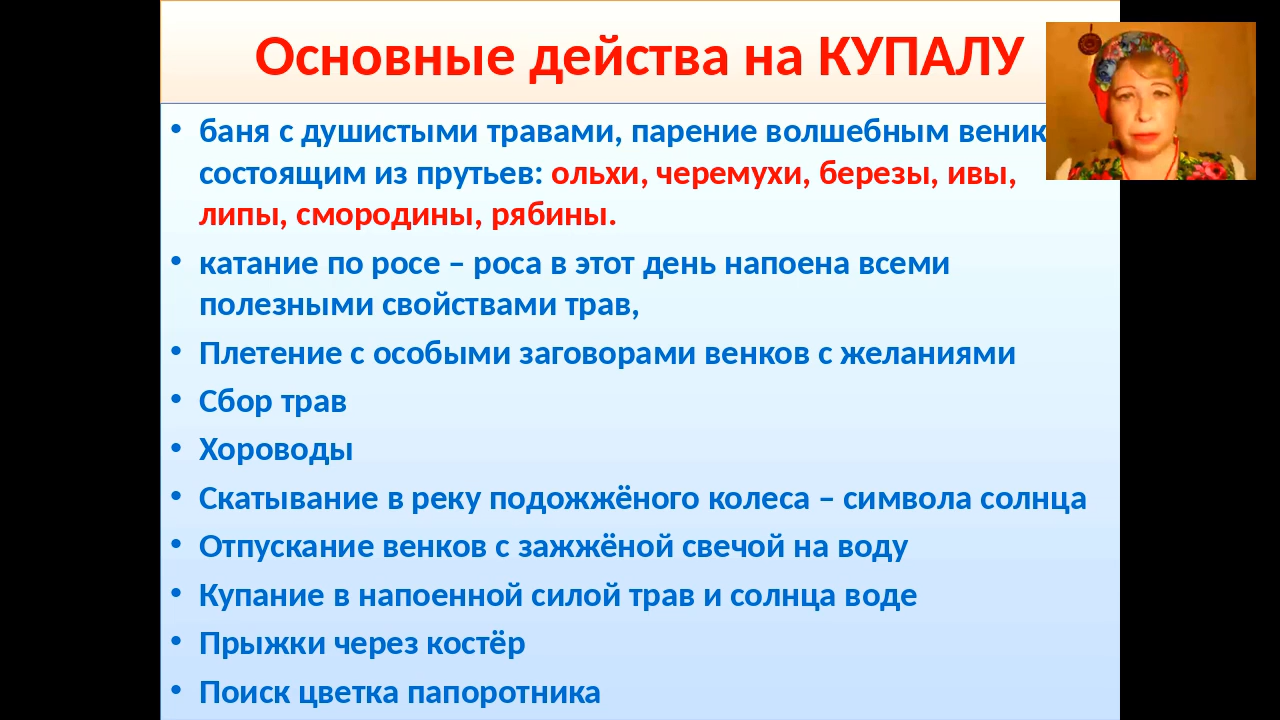 Основные действа на КУПАЛУ
• баня с душистыми травами, парение волшебным веник
состоящим из прутьев: ольхи, черемухи, березы, ивы,
липы, смородины, рябины.
• катание по росе – роса в этот день напоена всеми
полезными свойствами трав,
• Плетение с особыми заговорами венков с желаниями
• Сбор трав
• Хороводы
• Скатывание в реку подожжёного колеса – символа солнца
• Отпускание венков с зажжёной свечой на воду
• Купание в напоенной силой трав и солнца воде
• Прыжки через костёр
• Поиск цветка папоротника